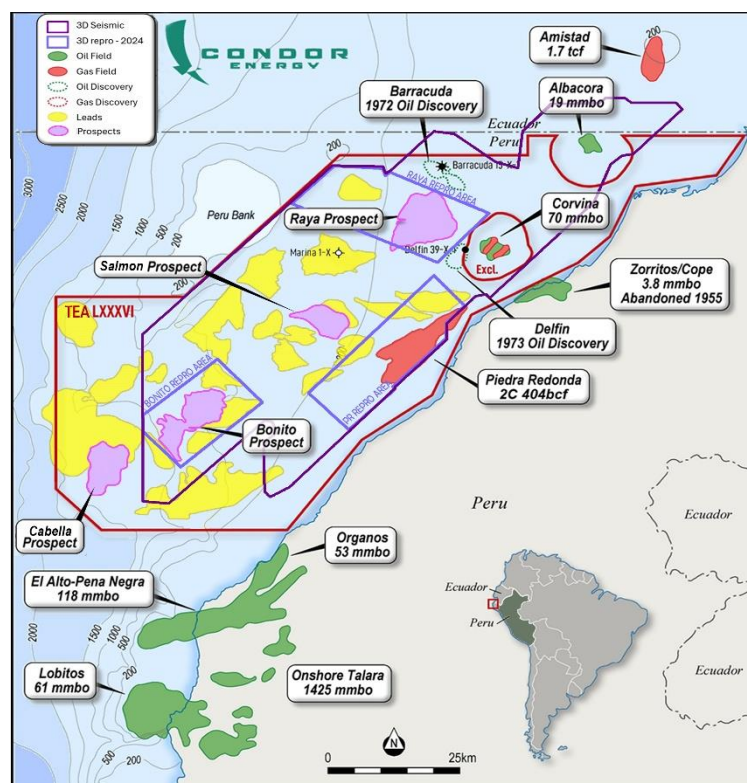 3D Seismic
3D repro - 2024
Oil Field
Gas Field
Oil Discovery
Gas Discovery
Leads
Prospects
CONDOR
ENERGY
Amistad
1.7 tcf
200
Barracuda
1972 Oil Discovery
Albacora
19 mmbo
Ecuador
Peru
200
Barracuda 15-X-1
3000
2500
2000
1500
1000
500
200
Peru Bank
RAYA REPRO AREA
Raya Prospect
Corvina
70 mmbo
Marina 1-X
Delfin 39-X
Excl.
Salmon Prospect
200
Zorritos/Cope
3.8 mmbo
Abandoned 1955
TEA LXXXVI
Delfin
1973 Oil Discovery
BONITO REPRO AREA
PR REPRO AREA
Piedra Redonda
2C 404bcf
Bonito
Prospect
Cabella
Prospect
Peru
Ecuador
Organos
53 mmbo
El Alto-Pena Negra
118 mmbo
Ecuador
Peru
2000
1500
1000
500
200
Lobitos
61 mmbo
Onshore Talara
1425 mmbo
Ecuador
200
N
0
25km